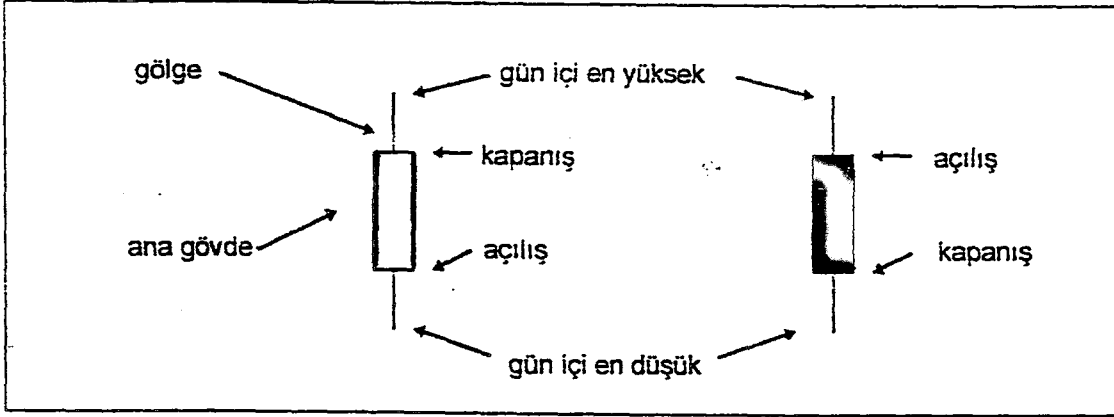 gölge
gün içi en yüksek
kapanış
açılış
ana gövde
açılış
kapanış
gün içi en düşük